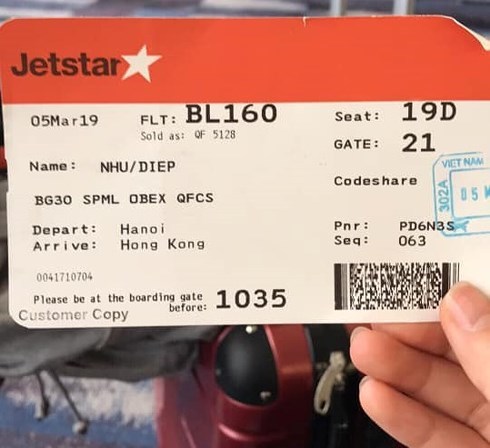 Jetstar
05Mar19 FLT: BL160 Seat: 19D
Sold as: QF 5128
GATE: 21
Name: NHU/DIEP
Codeshare
BG30 SPML OBEX QFCS
Depart: Hanoi Pnr: PD6N3S
Arrive: Hong Kong Seq: 063
0041710704
Please be at the boarding gate
before: 1035
Customer Copy
VIET NAM
302A
05